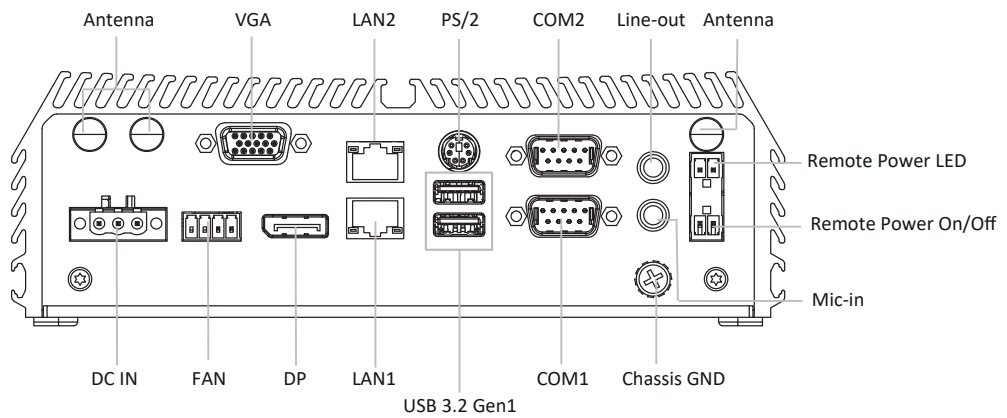 Antenna
VGA
LAN2
PS/2
COM2
Line-out
Antenna
Remote Power LED
Remote Power On/Off
Mic-in
DC IN
FAN
DP
LAN1
USB 3.2 Gen1
COM1
Chassis GND